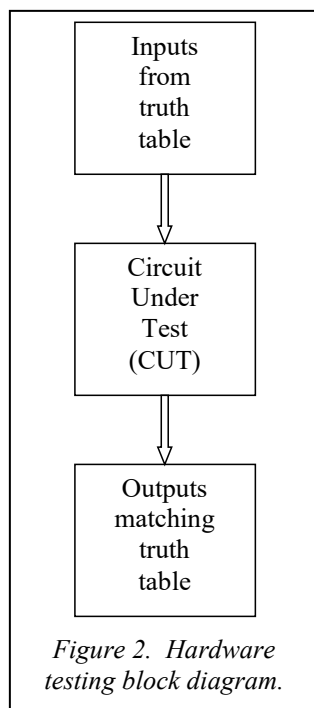 Inputs
from
truth
table
Circuit
Under
Test
(CUT)
Outputs
matching
truth
table
Figure 2. Hardware
testing block diagram.